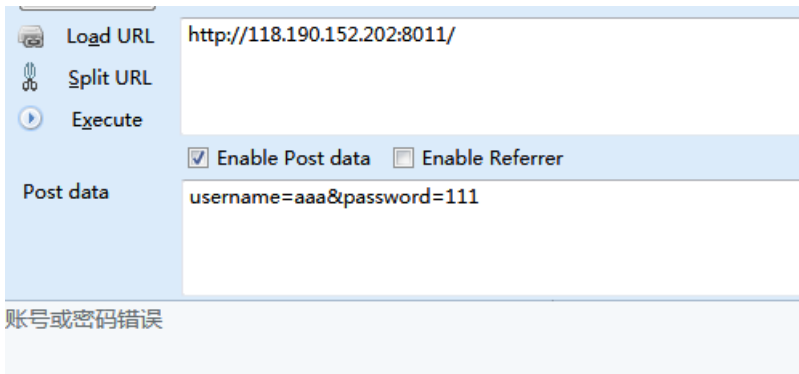 Load URL
http://118.190.152.202:8011/
Split URL
Execute
Enable Post data
Enable Referrer
Post data
username=aaa&password=111
账号或密码错误